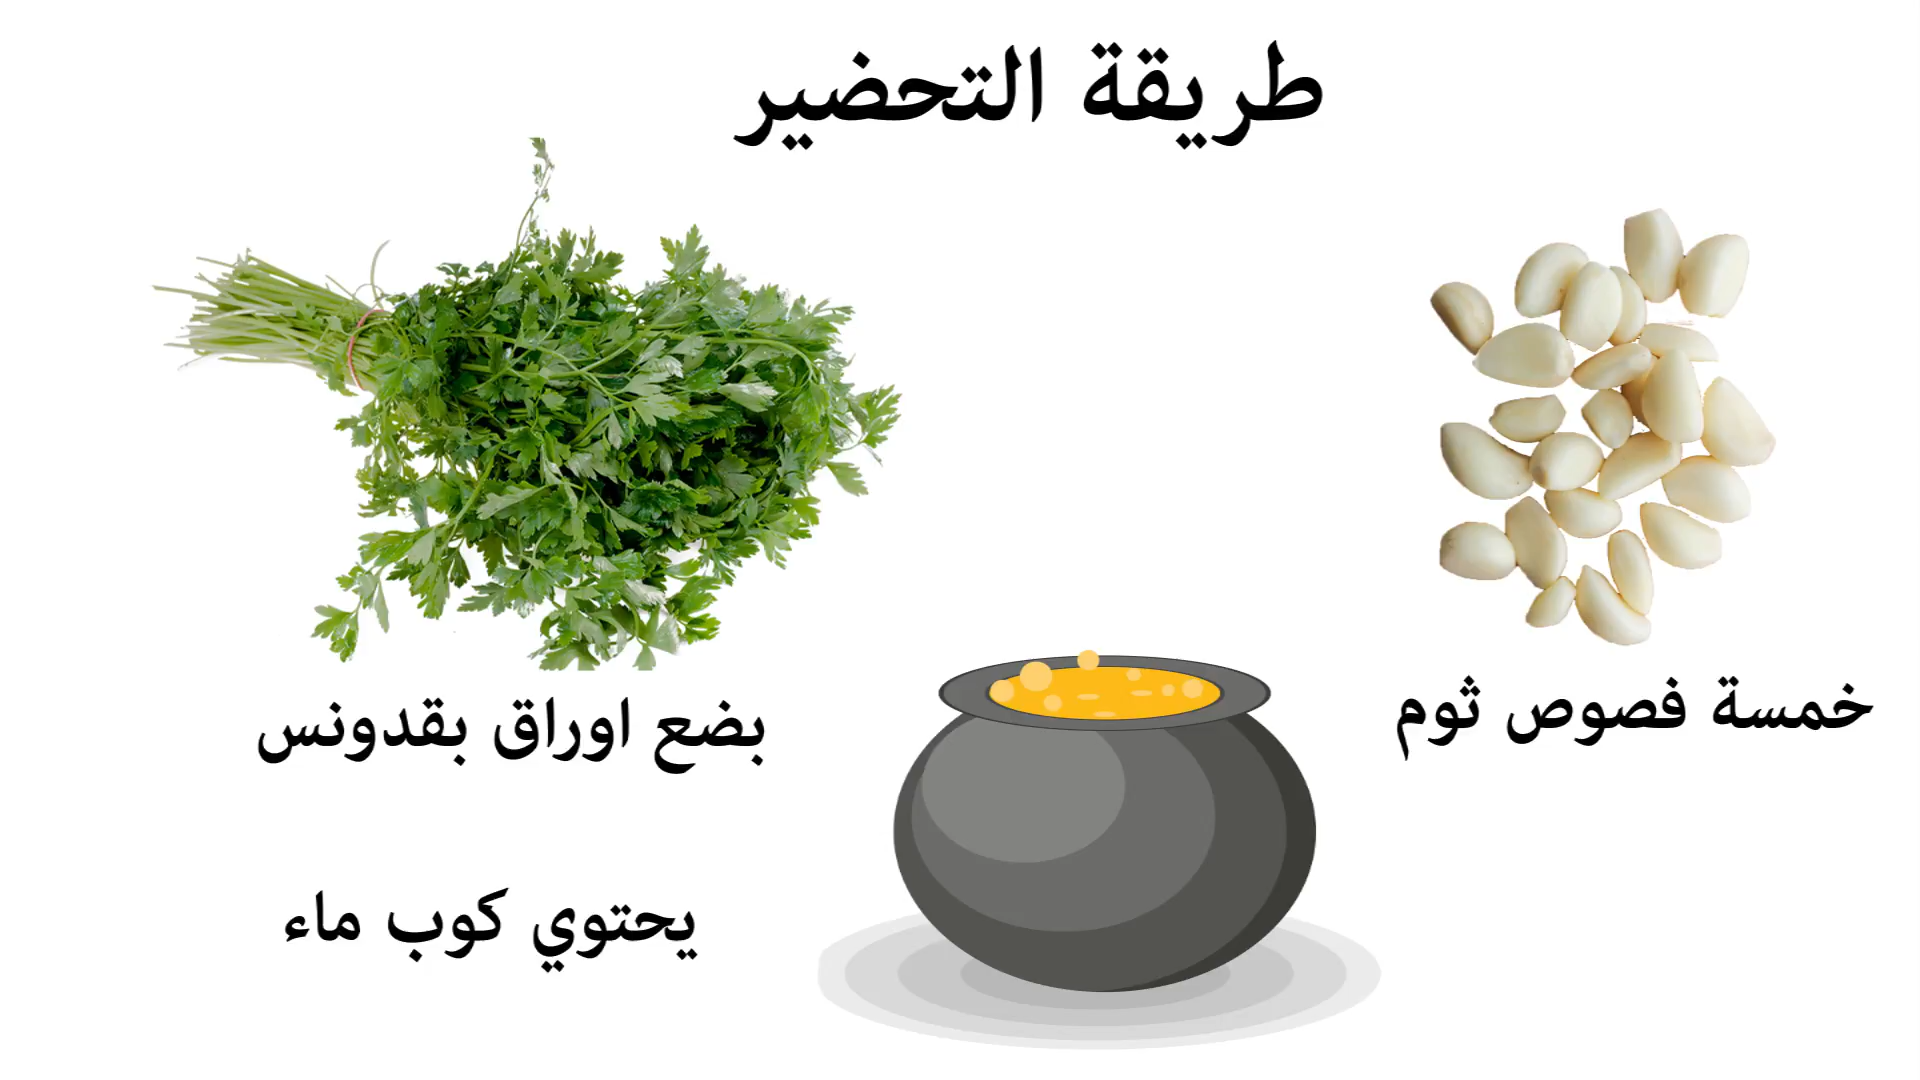 طريقة التحضير
خمسة فصوص ثوم
بضع اوراق بقدونس
يحتوي كوب ماء